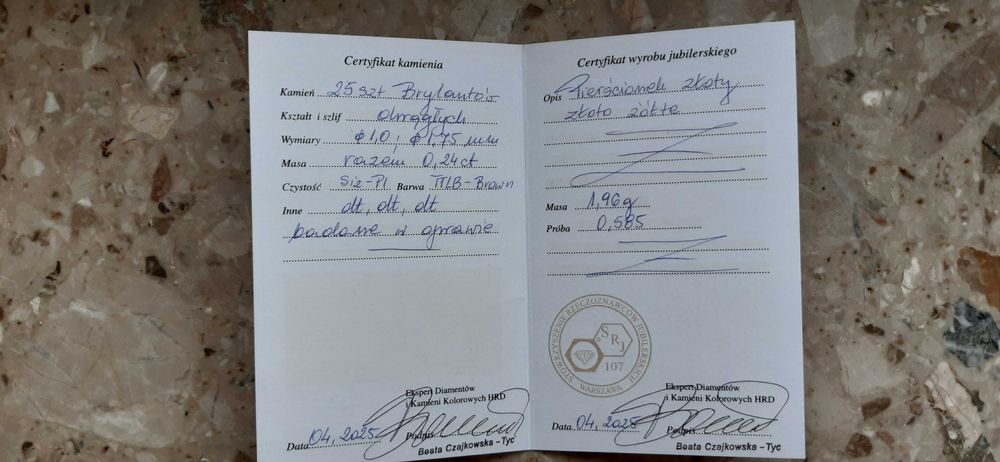 Certyfikat kamienia
Kamień 25 szt Brylantów
Kształt i szlif okrągłych
Wymiary ϕ 1,0 ; ϕ 1,75 mm
Masa razem 0,24 ct
Czystość Barwa TTLB-Brown
Inne dt, dt, dt
badane w oprawie
Ekspert Diamentów
i Kamieni Kolorowych HRD
Data 04, 2025 Podpis
Beata Czajkowska – Tyc
Certyfikat wyrobu jubilerskiego
Opis Pierścionek złoty
złoto żółte
Masa 1,96g
Próba 0,585
STOWARZYSZENIE RZECZOZNAWCÓW JUBILERSKICH
SRJ
107
WARSZAWA
Ekspert Diamentów
i Kamieni Kolorowych HRD
Data 04, 2025 Podpis
Beata Czajkowska – Tyc